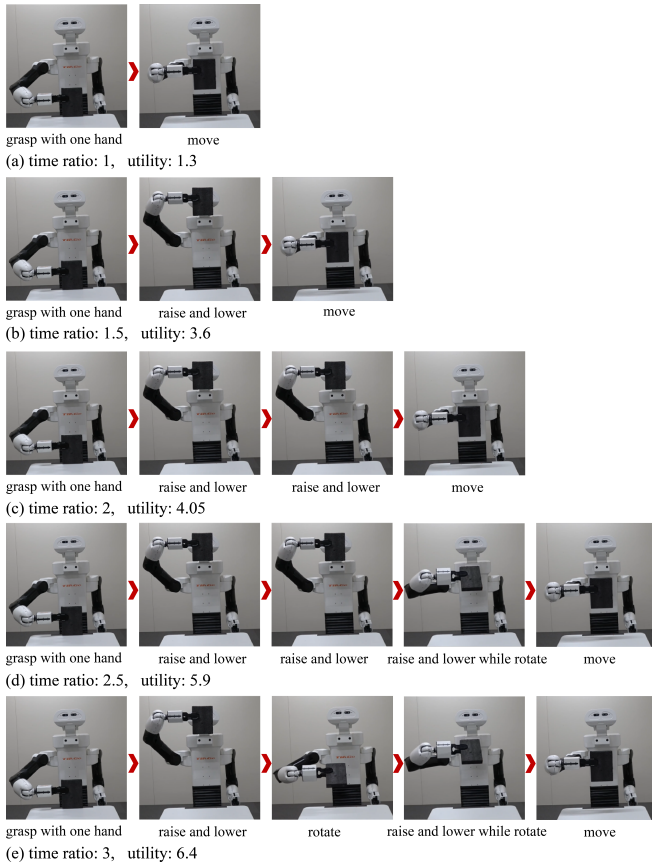 grasp with one hand move
(a) time ratio: 1, utility: 1.3
grasp with one hand raise and lower move
(b) time ratio: 1.5, utility: 3.6
grasp with one hand raise and lower raise and lower move
(c) time ratio: 2, utility: 4.05
grasp with one hand raise and lower raise and lower raise and lower while rotate move
(d) time ratio: 2.5, utility: 5.9
grasp with one hand raise and lower rotate raise and lower while rotate move
(e) time ratio: 3, utility: 6.4